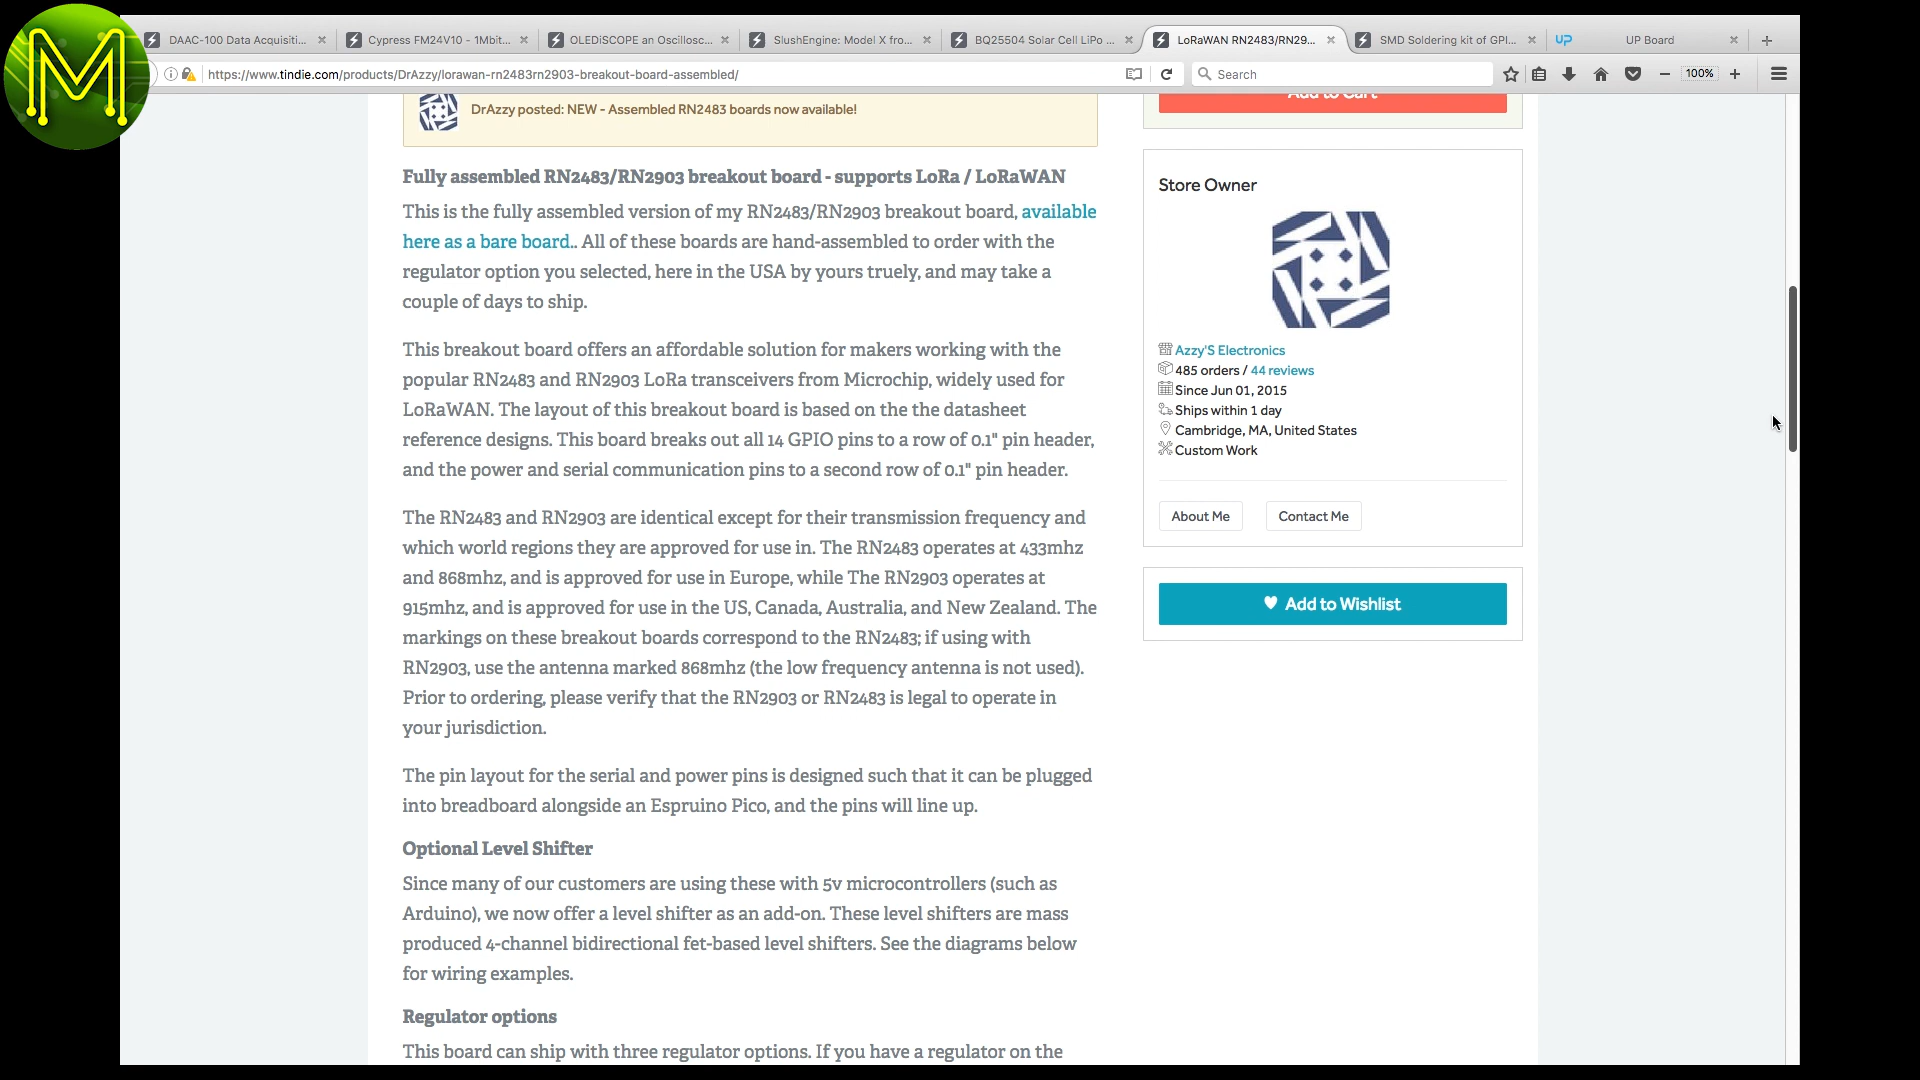 M
DAAC-100 Data Acquisiti...
Cypress FM24V10 - 1Mbit...
OLEDiSCOPE an Oscillosc...
SlushEngine: Model X fro...
BQ25504 Solar Cell LiPo ...
LoRaWAN RN2483/RN29...
SMD Soldering kit of GPI...
UP
UP Board
https://www.tindie.com/products/DrAzzy/lorawan-rn2483rn2903-breakout-board-assembled/
Search
100%
DrAzzy posted: NEW - Assembled RN2483 boards now available!
Fully assembled RN2483/RN2903 breakout board - supports LoRa / LoRaWAN
This is the fully assembled version of my RN2483/RN2903 breakout board, available
here as a bare board.. All of these boards are hand-assembled to order with the
regulator option you selected, here in the USA by yours truely, and may take a
couple of days to ship.
This breakout board offers an affordable solution for makers working with the
popular RN2483 and RN2903 LoRa transceivers from Microchip, widely used for
LoRaWAN. The layout of this breakout board is based on the the datasheet
reference designs. This board breaks out all 14 GPIO pins to a row of 0.1" pin header,
and the power and serial communication pins to a second row of 0.1" pin header.
The RN2483 and RN2903 are identical except for their transmission frequency and
which world regions they are approved for use in. The RN2483 operates at 433mhz
and 868mhz, and is approved for use in Europe, while The RN2903 operates at
915mhz, and is approved for use in the US, Canada, Australia, and New Zealand. The
markings on these breakout boards correspond to the RN2483; if using with
RN2903, use the antenna marked 868mhz (the low frequency antenna is not used).
Prior to ordering, please verify that the RN2903 or RN2483 is legal to operate in
your jurisdiction.
The pin layout for the serial and power pins is designed such that it can be plugged
into breadboard alongside an Espruino Pico, and the pins will line up.
Optional Level Shifter
Since many of our customers are using these with 5v microcontrollers (such as
Arduino), we now offer a level shifter as an add-on. These level shifters are mass
produced 4-channel bidirectional fet-based level shifters. See the diagrams below
for wiring examples.
Regulator options
This board can ship with three regulator options. If you have a regulator on the
Add to Cart
Store Owner
Azzy'S Electronics
485 orders / 44 reviews
Since Jun 01, 2015
Ships within 1 day
Cambridge, MA, United States
Custom Work
About Me
Contact Me
Add to Wishlist